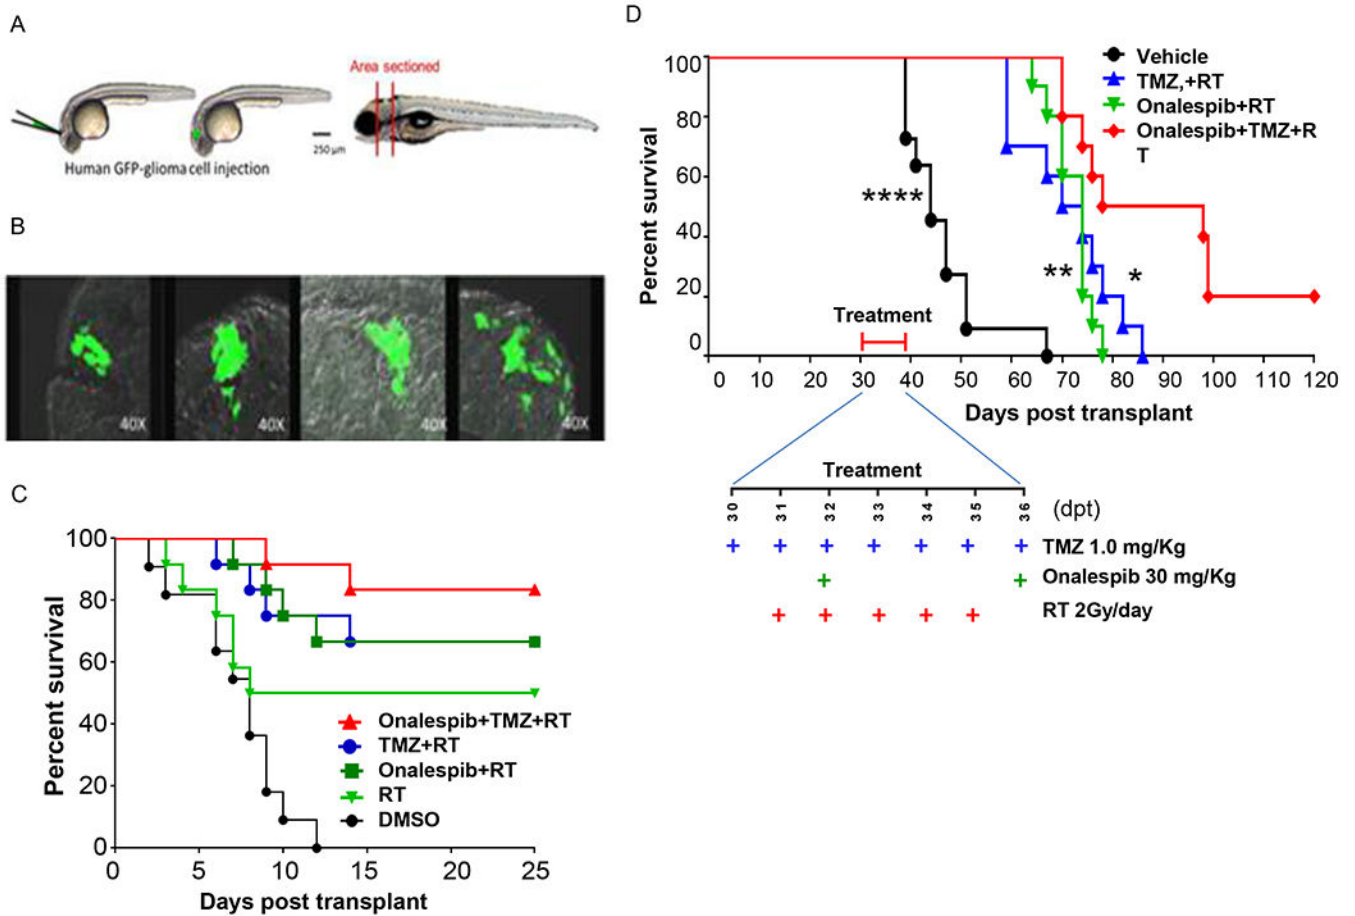 A
Area sectioned
250 μm
Human GFP-glioma cell injection
B
40X
40X
40X
40X
C
100
80
60
40
20
0
Percent survival
0 5 10 15 20 25
Days post transplant
Onalespib+TMZ+RT
TMZ+RT
Onalespib+RT
RT
DMSO
D
100
80
60
40
20
0
Percent survival
Vehicle
TMZ,+RT
Onalespib+RT
Onalespib+TMZ+R
T
****
**
*
Treatment
0 10 20 30 40 50 60 70 80 90 100 110 120
Days post transplant
Treatment
30 31 32 33 34 35 36 (dpt)
+ + + + + + + TMZ 1.0 mg/Kg
+ + Onalespib 30 mg/Kg
+ + + + + RT 2Gy/day